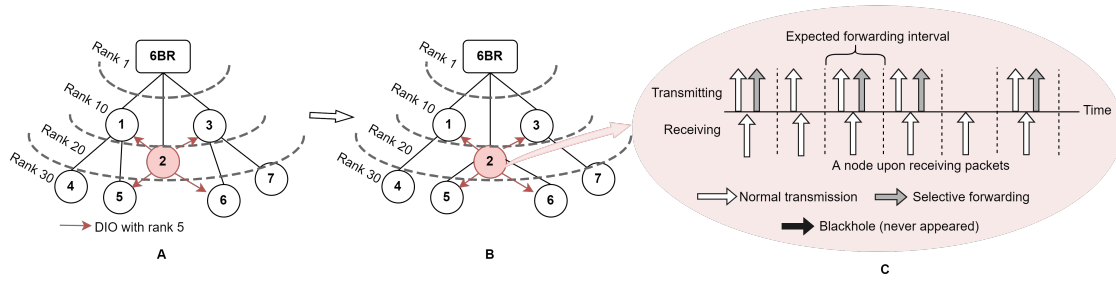 6BR
Rank 1
Rank 10
Rank 20
Rank 30
1
3
2
4
5
6
7
DIO with rank 5
A
6BR
Rank 1
Rank 10
Rank 20
Rank 30
1
3
2
4
5
6
7
B
Expected forwarding interval
Transmitting
Time
Receiving
A node upon receiving packets
Normal transmission
Selective forwarding
Blackhole (never appeared)
C